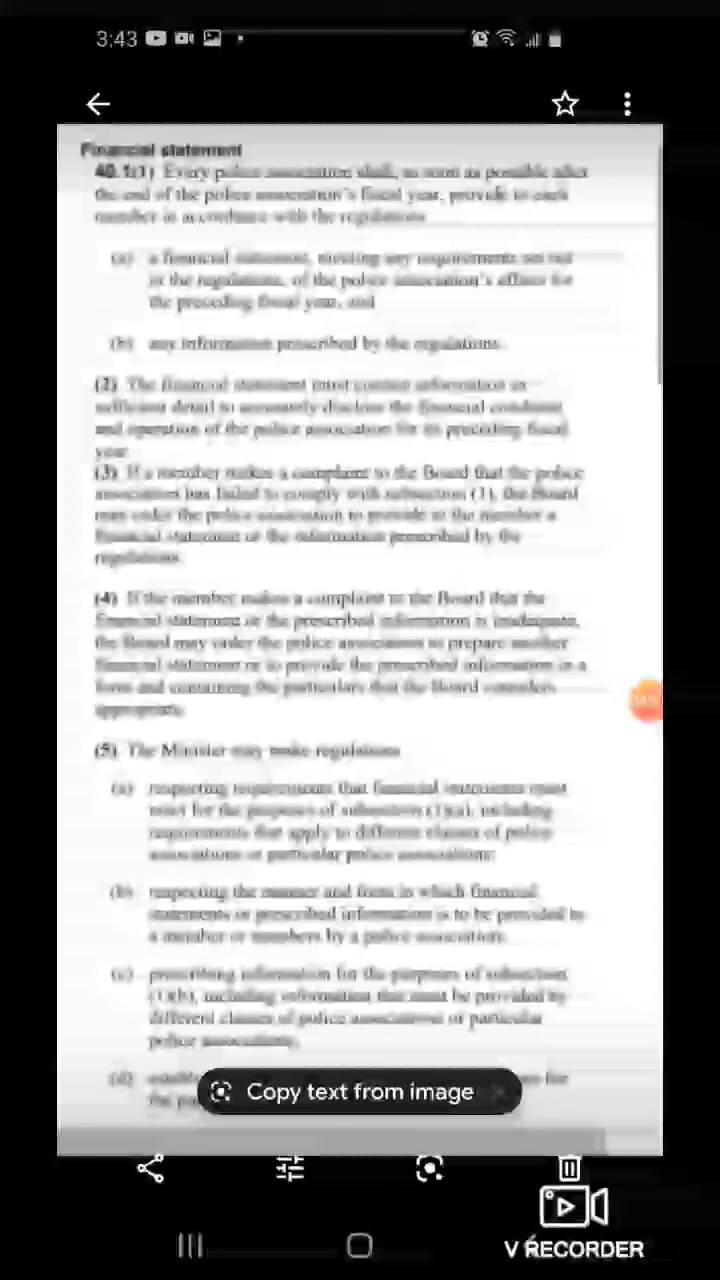 3:43
Financial statement
40.1(1) Every police association shall, as soon as possible after
the end of the police association's fiscal year, provide to each
member in accordance with the regulations
(a) a financial statement, meeting any requirements set out
in the regulations, of the police association's affairs for
the preceding fiscal year, and
(b) any information prescribed by the regulations.
(2) The financial statement must contain information in
sufficient detail to accurately disclose the financial condition
and operation of the police association for its preceding fiscal
year.
(3) If a member makes a complaint to the Board that the police
association has failed to comply with subsection (1), the Board
may order the police association to provide to the member a
financial statement or the information prescribed by the
regulations.
(4) If the member makes a complaint to the Board that the
financial statement or the prescribed information is inadequate,
the Board may order the police association to prepare another
financial statement or to provide the prescribed information in a
form and containing the particulars that the Board considers
appropriate.
(5) The Minister may make regulations
(a) respecting requirements that financial statements must
meet for the purposes of subsection (1)(a), including
requirements that apply to different classes of police
associations or particular police associations;
(b) respecting the manner and form in which financial
statements or prescribed information is to be provided to
a member or members by a police association;
(c) prescribing information for the purposes of subsection
(1)(b), including information that must be provided by
different classes of police associations or particular
police associations;
(d) for
the
Copy text from image
V RECORDER